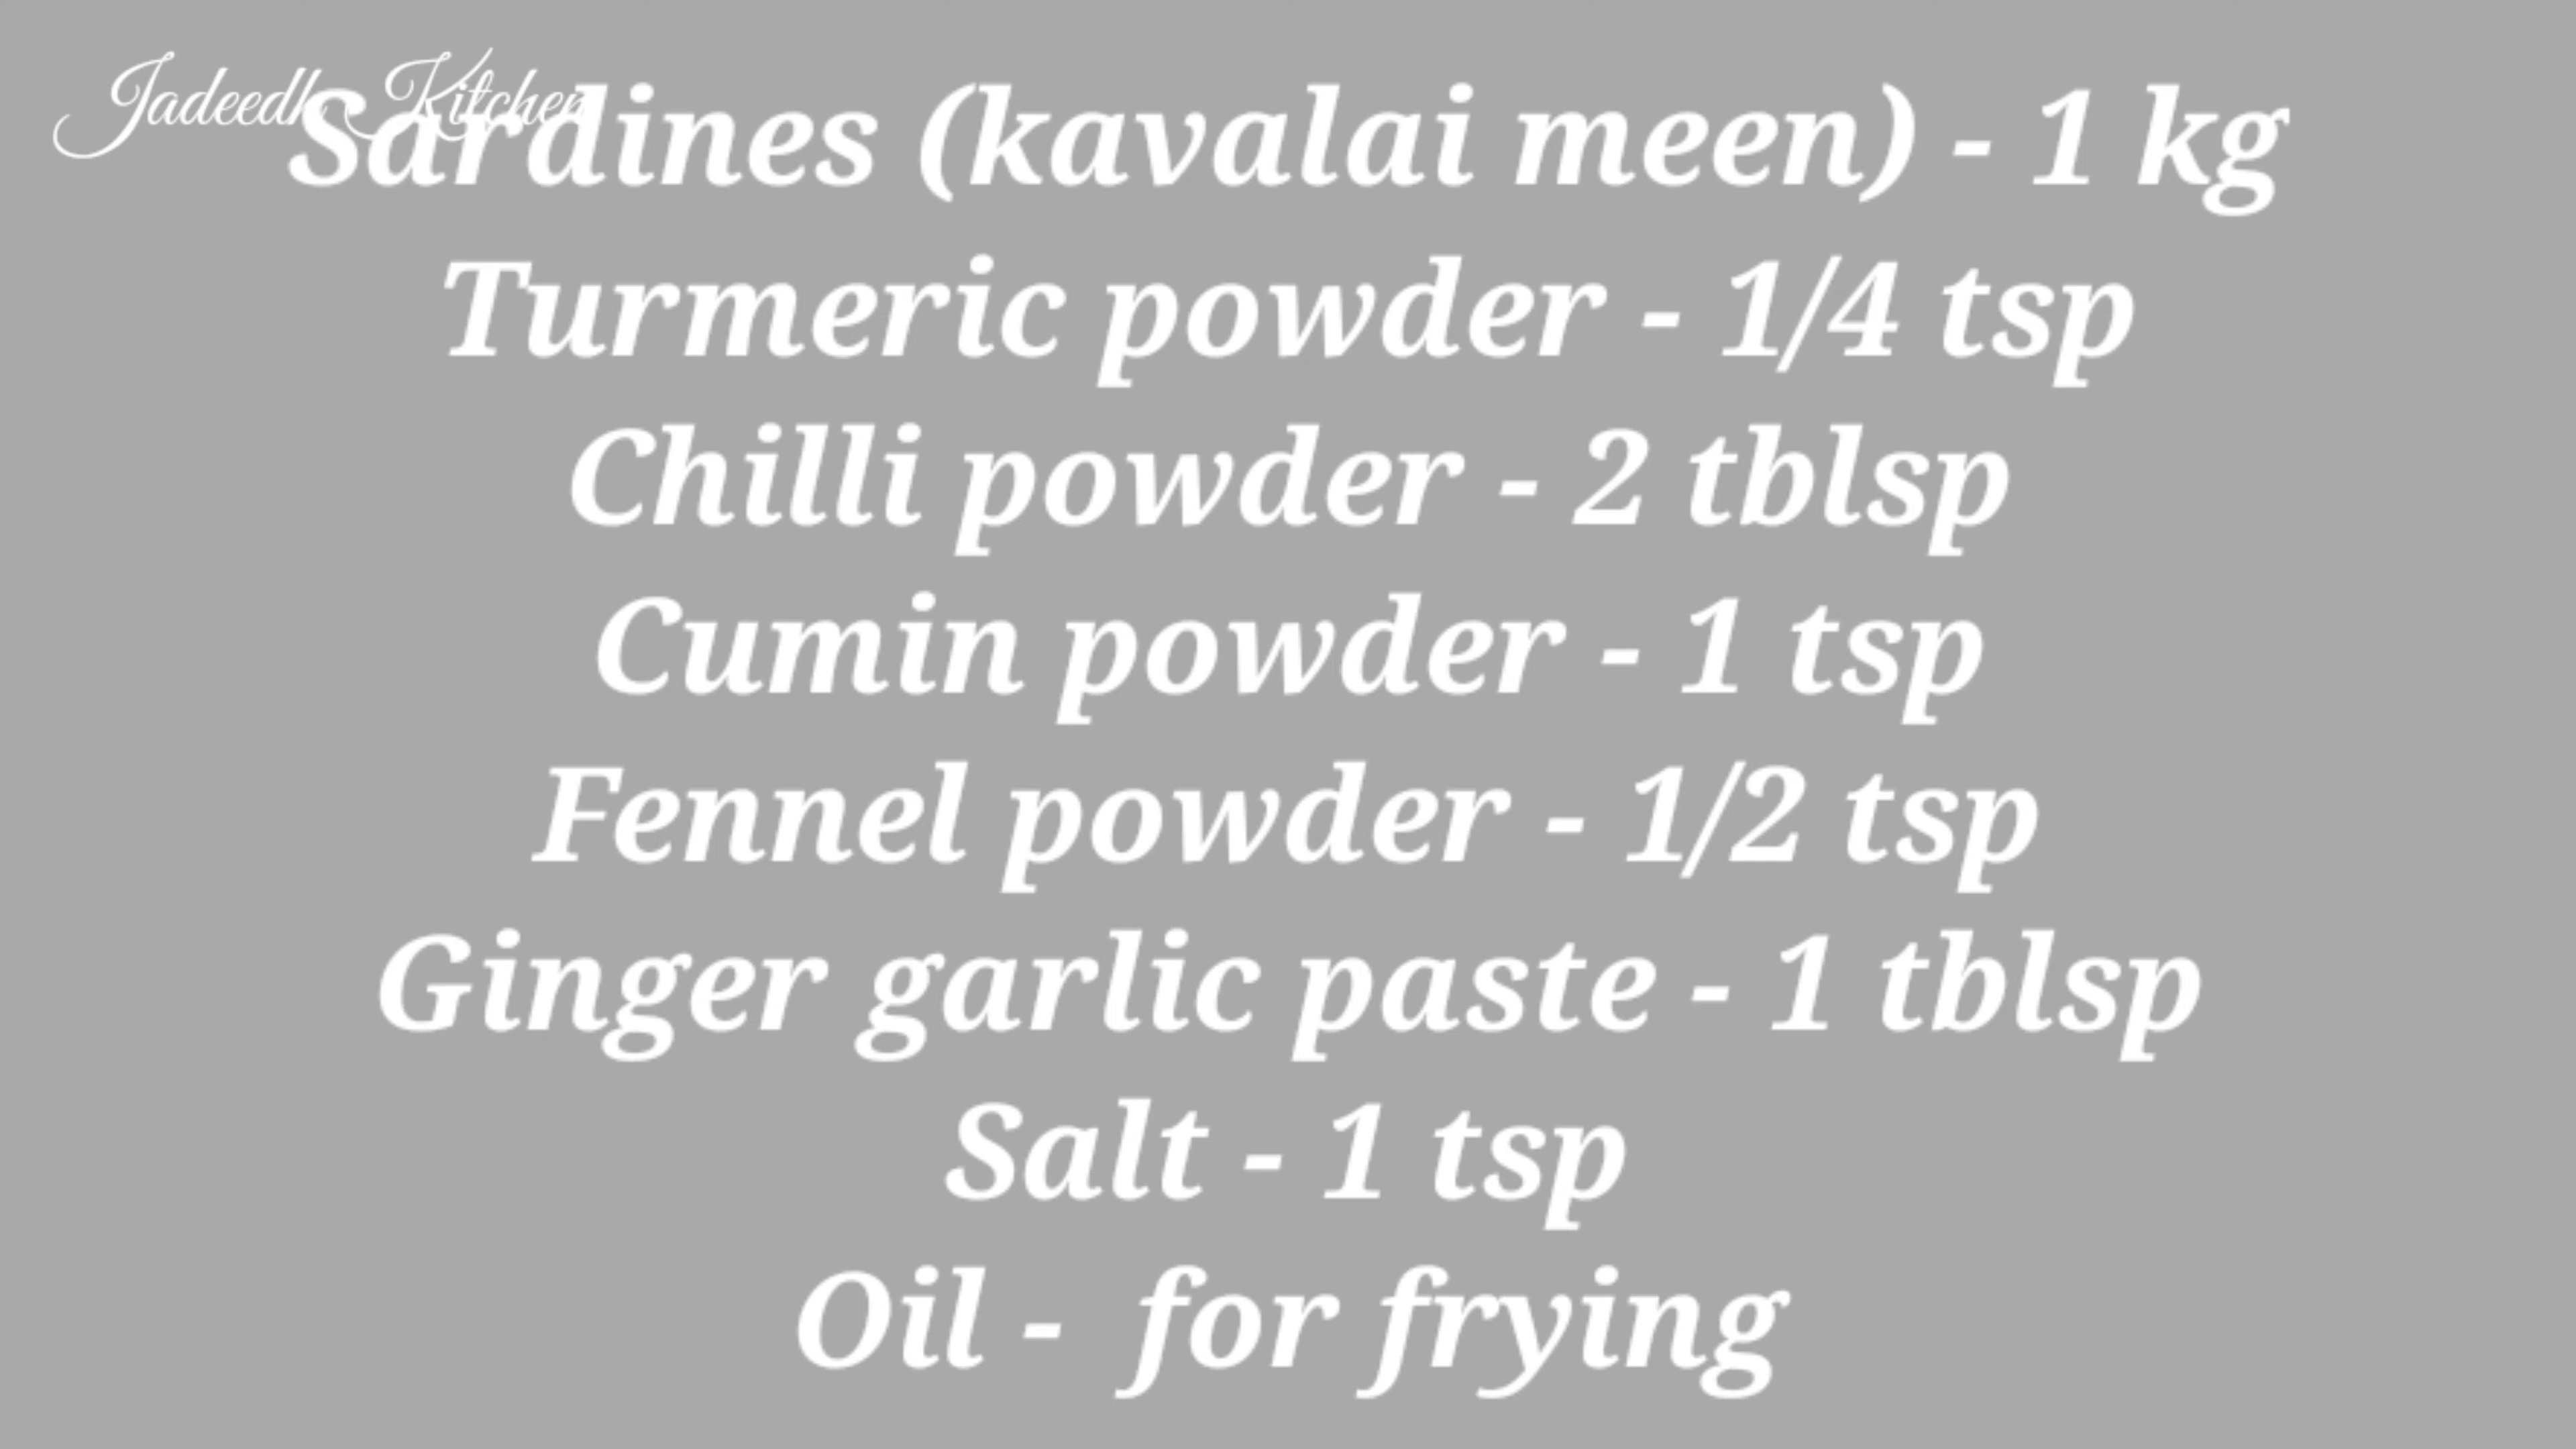 Jadeedh Kitchen
Sardines (kavalai meen) - 1 kg
Turmeric powder - 1/4 tsp
Chilli powder - 2 tblsp
Cumin powder - 1 tsp
Fennel powder - 1/2 tsp
Ginger garlic paste - 1 tblsp
Salt - 1 tsp
Oil -  for frying